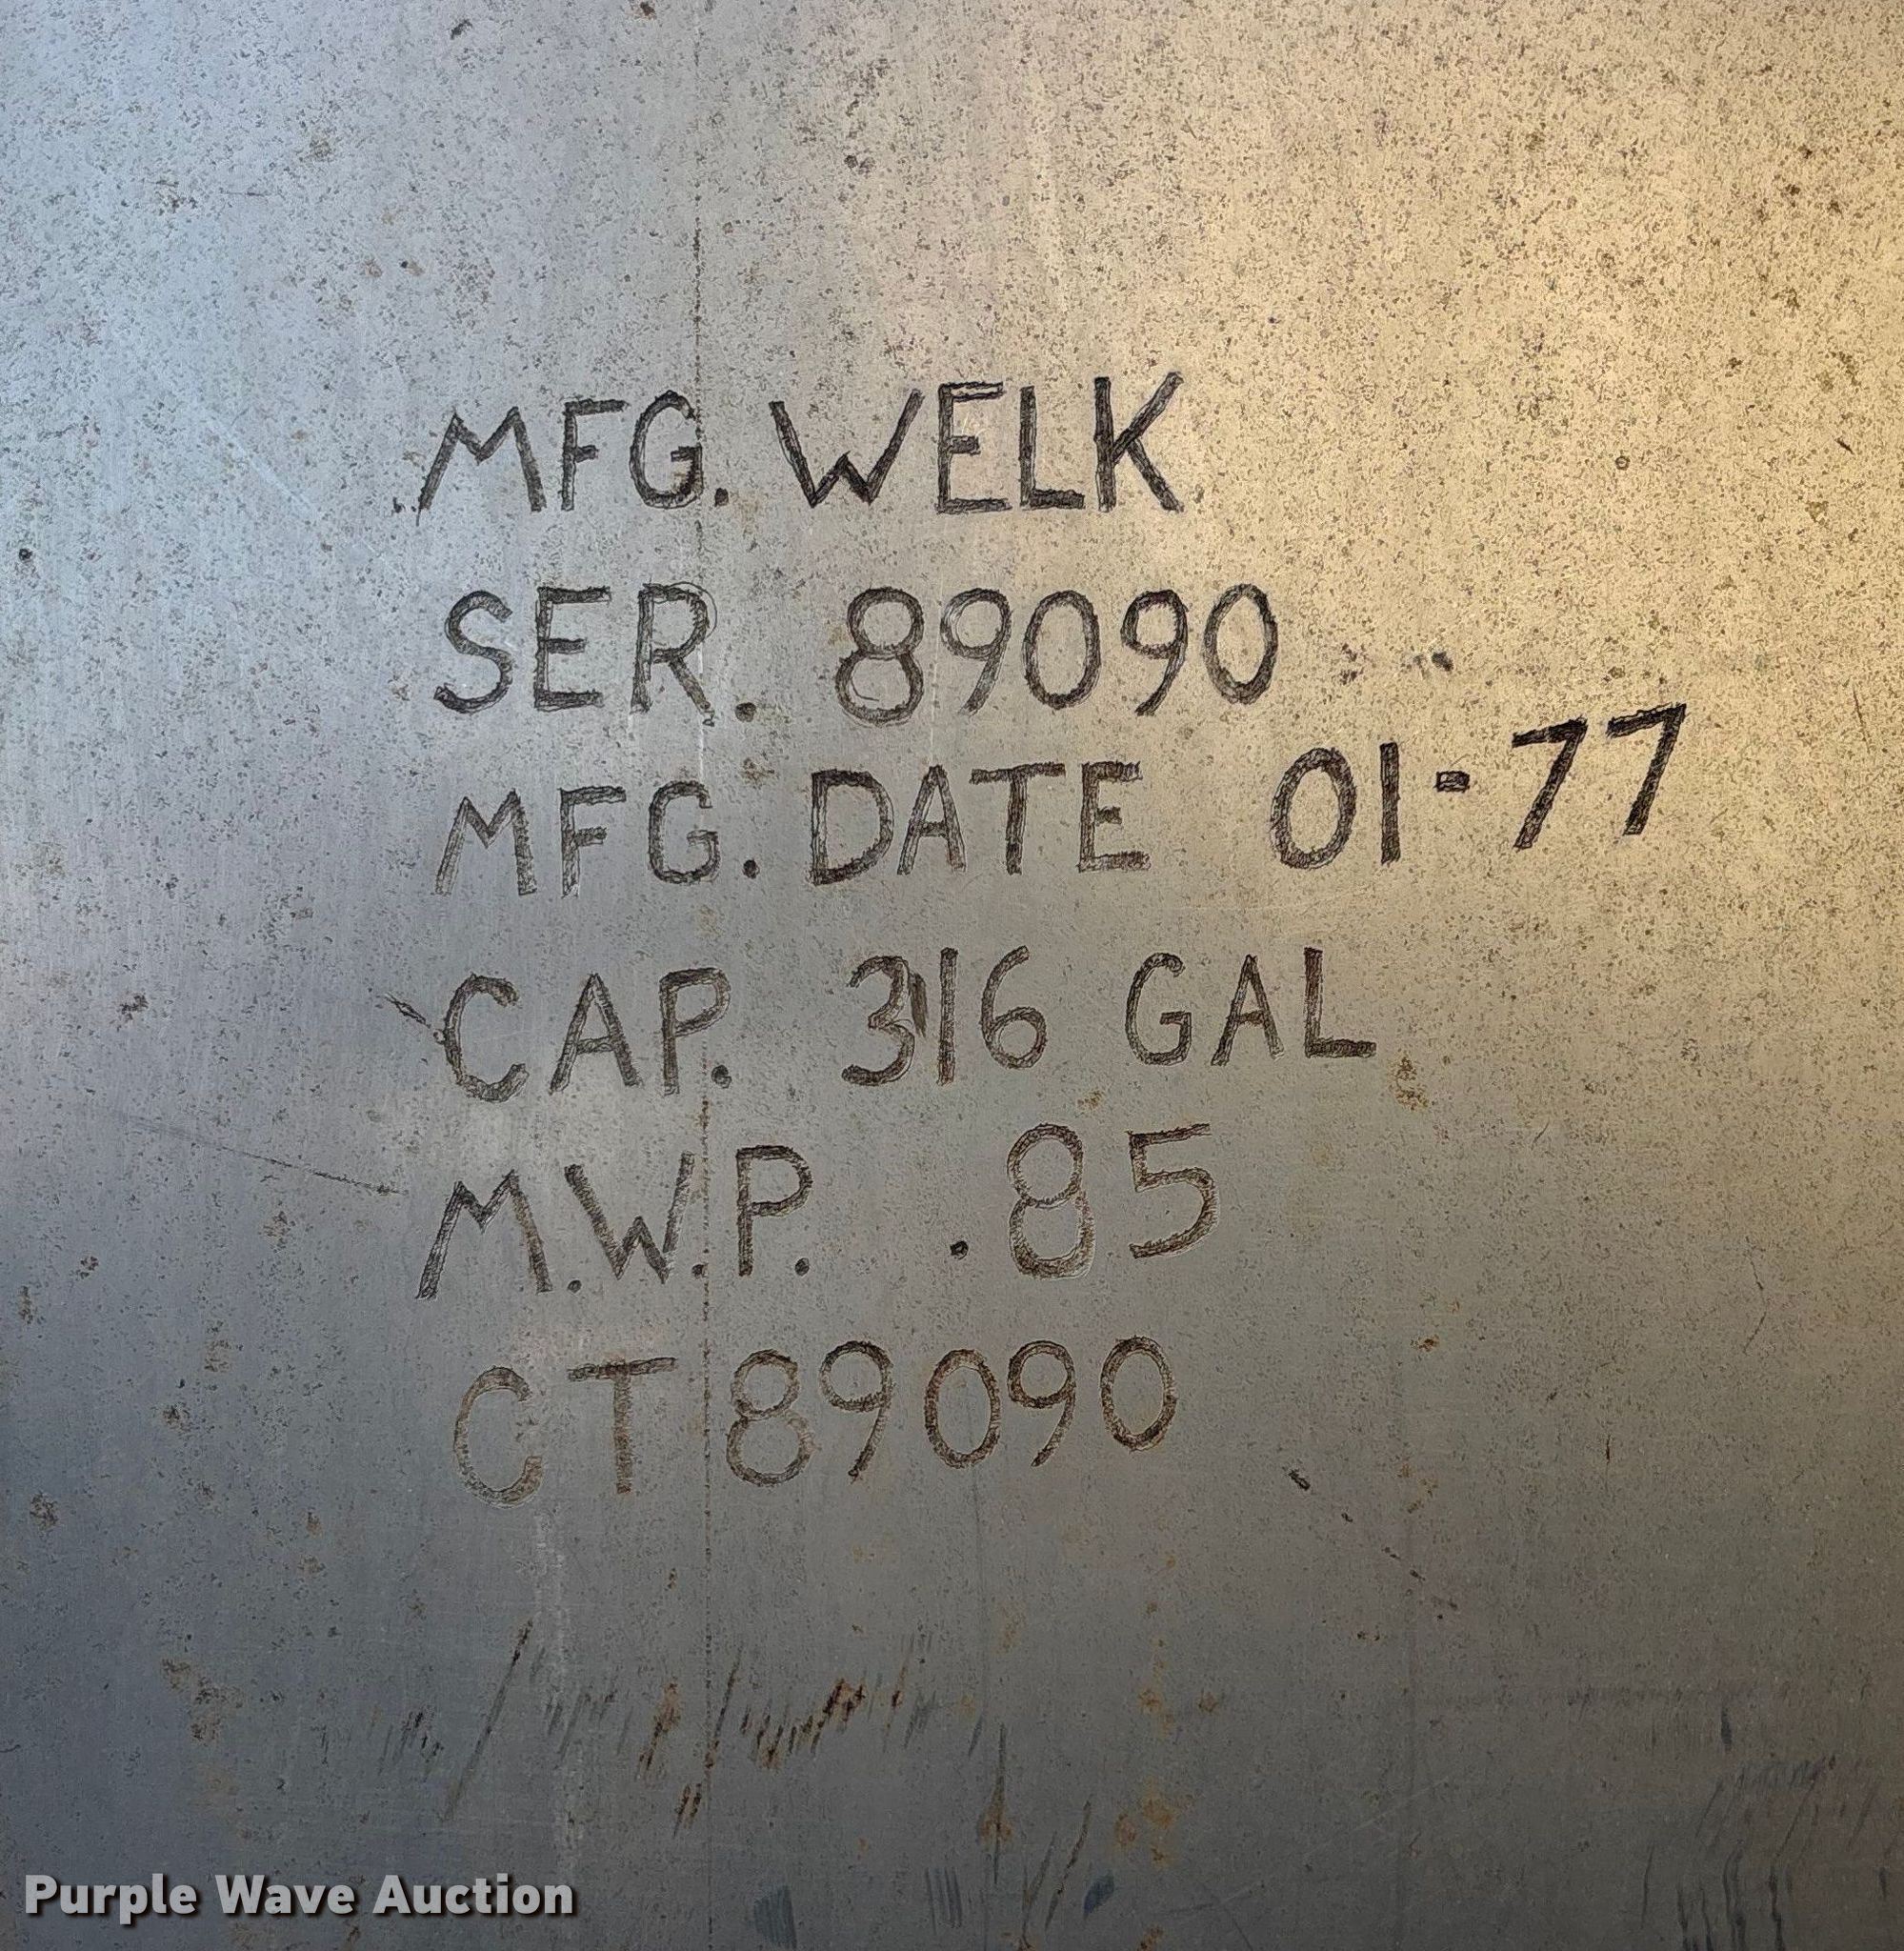 MFG. WELK
SER. 89090
MFG. DATE 01-77
CAP. 316 GAL
M.W.P. .85
CT 89090
Purple Wave Auction